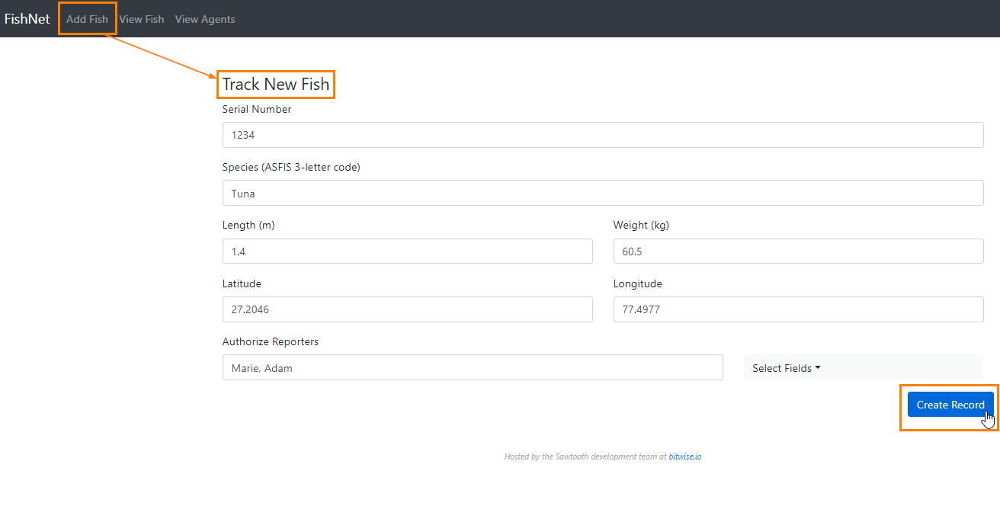 FishNet Add Fish View Fish View Agents
Track New Fish
Serial Number
1234
Species (ASFIS 3-letter code)
Tuna
Length (m) Weight (kg)
1.4 60.5
Latitude Longitude
27.2046 77.4977
Authorize Reporters
Marie, Adam Select Fields
Create Record
Hosted by the Sawtooth development team at bitwise.io